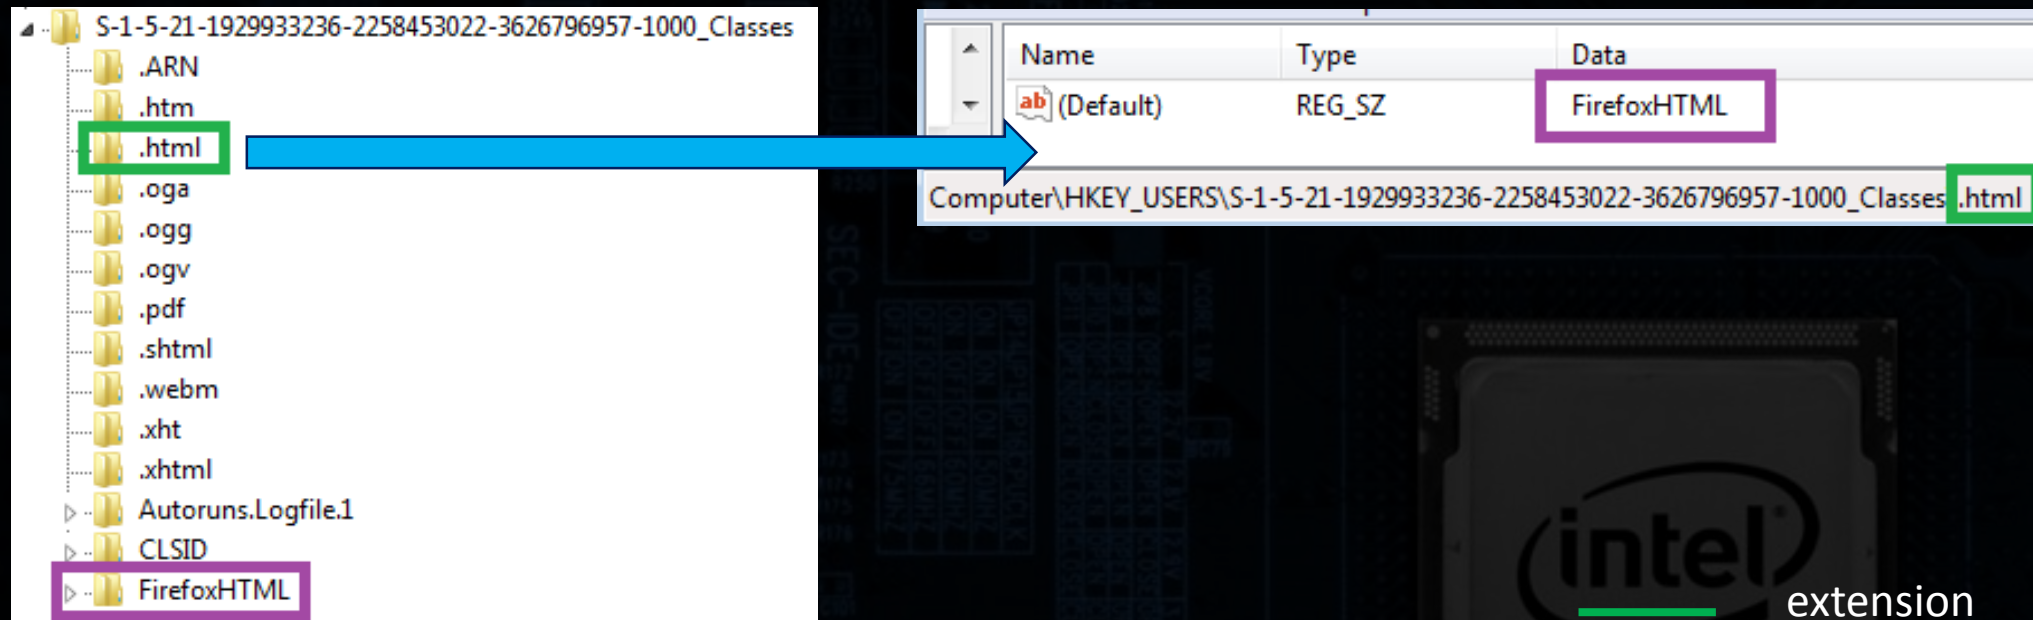 S-1-5-21-1929933236-2258453022-3626796957-1000_Classes
.ARN
.htm
.html
.oga
.ogg
.ogv
.pdf
.shtml
.webm
.xht
.xhtml
Autoruns.Logfile.1
CLSID
FirefoxHTML
Name Type Data
ab (Default) REG_SZ FirefoxHTML
Computer\HKEY_USERS\S-1-5-21-1929933236-2258453022-3626796957-1000_Classes .html
SEC-IDE
intel
extension